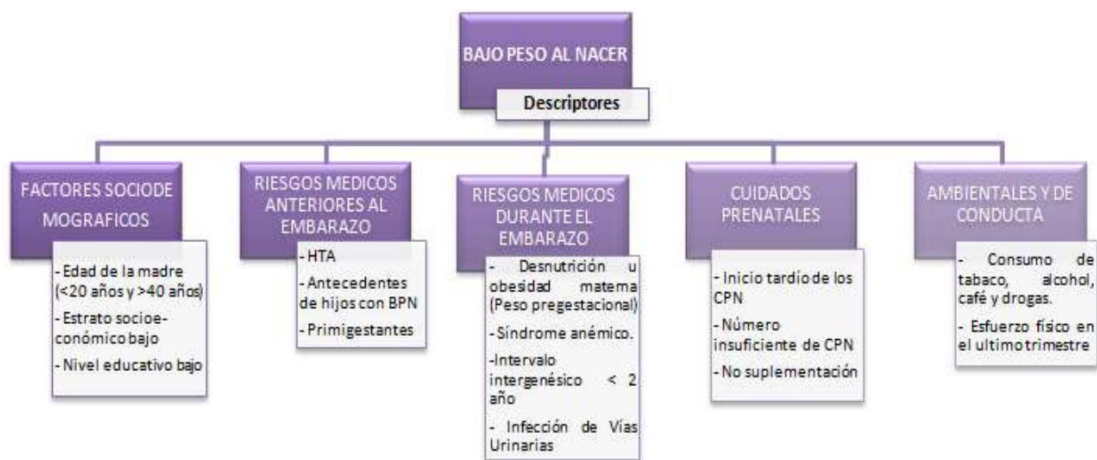 BAJO PESO AL NACER
Descriptores
FACTORES SOCIODE
MOGRAFICOS
- Edad de la madre
(<20 años y >40 años)
- Estrato socioe-
conómico bajo
- Nivel educativo bajo
RIESGOS MEDICOS
ANTERIORES AL
EMBARAZO
- HTA
- Antecedentes
de hijos con BPN
- Primigestantes
RIESGOS MEDICOS
DURANTE EL
EMBARAZO
- Desnutrición u
obesidad materna
(Peso pregestacional)
- Síndrome anémico.
-Intervalo
intergenésico < 2
año
- Infección de Vías
Urinarias
CUIDADOS
PRENATALES
- Inicio tardío de los
CPN
- Número
insuficiente de CPN
- No suplementación
AMBIENTALES Y DE
CONDUCTA
- Consumo de
tabaco, alcohol,
café y drogas.
- Esfuerzo físico en
el ultimo trimestre